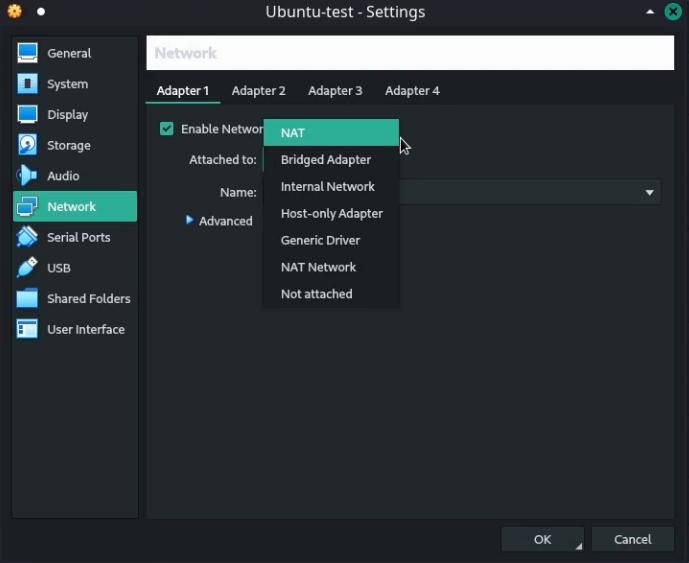 Ubuntu-test - Settings
General
System
Display
Storage
Audio
Network
Serial Ports
USB
Shared Folders
User Interface
Network
Adapter 1 Adapter 2 Adapter 3 Adapter 4
Enable Networ
Attached to:
Name:
Advanced
NAT
Bridged Adapter
Internal Network
Host-only Adapter
Generic Driver
NAT Network
Not attached
OK Cancel